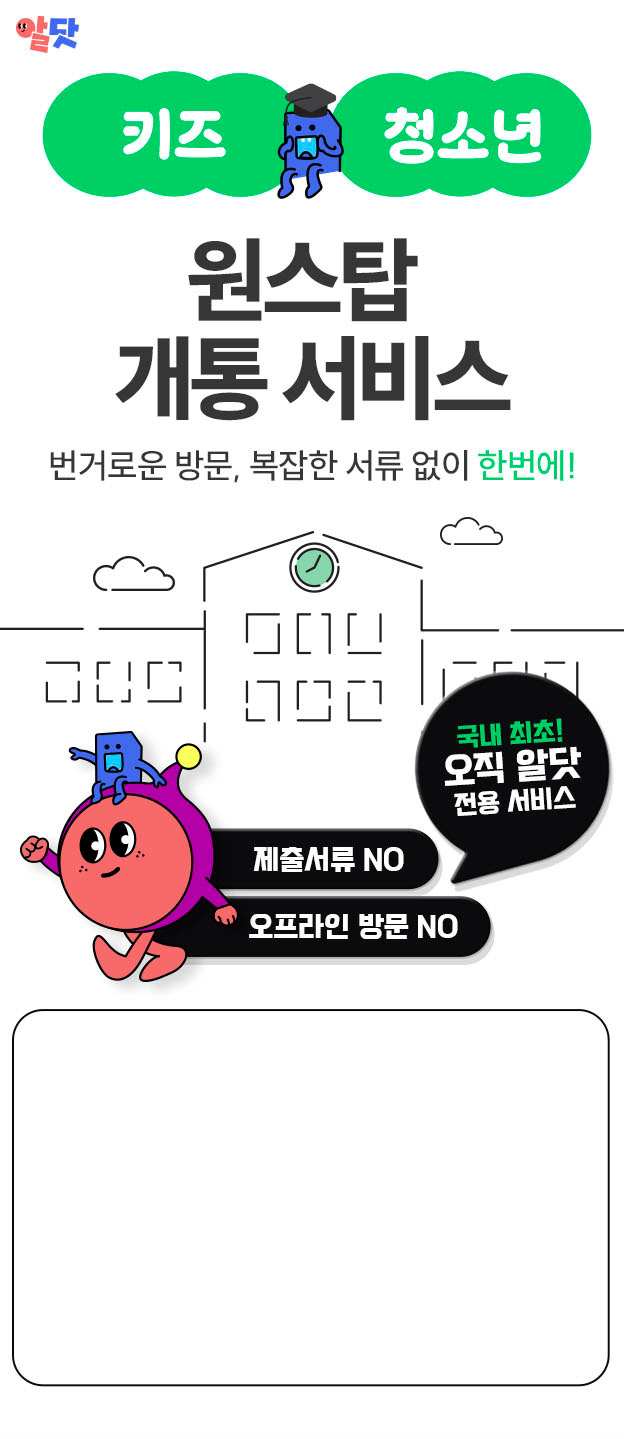 알닷
키즈
청소년
원스탑
개통 서비스
번거로운 방문, 복잡한 서류 없이 한번에!
국내 최초!
오직 알닷
전용 서비스
제출서류 NO
오프라인 방문 NO